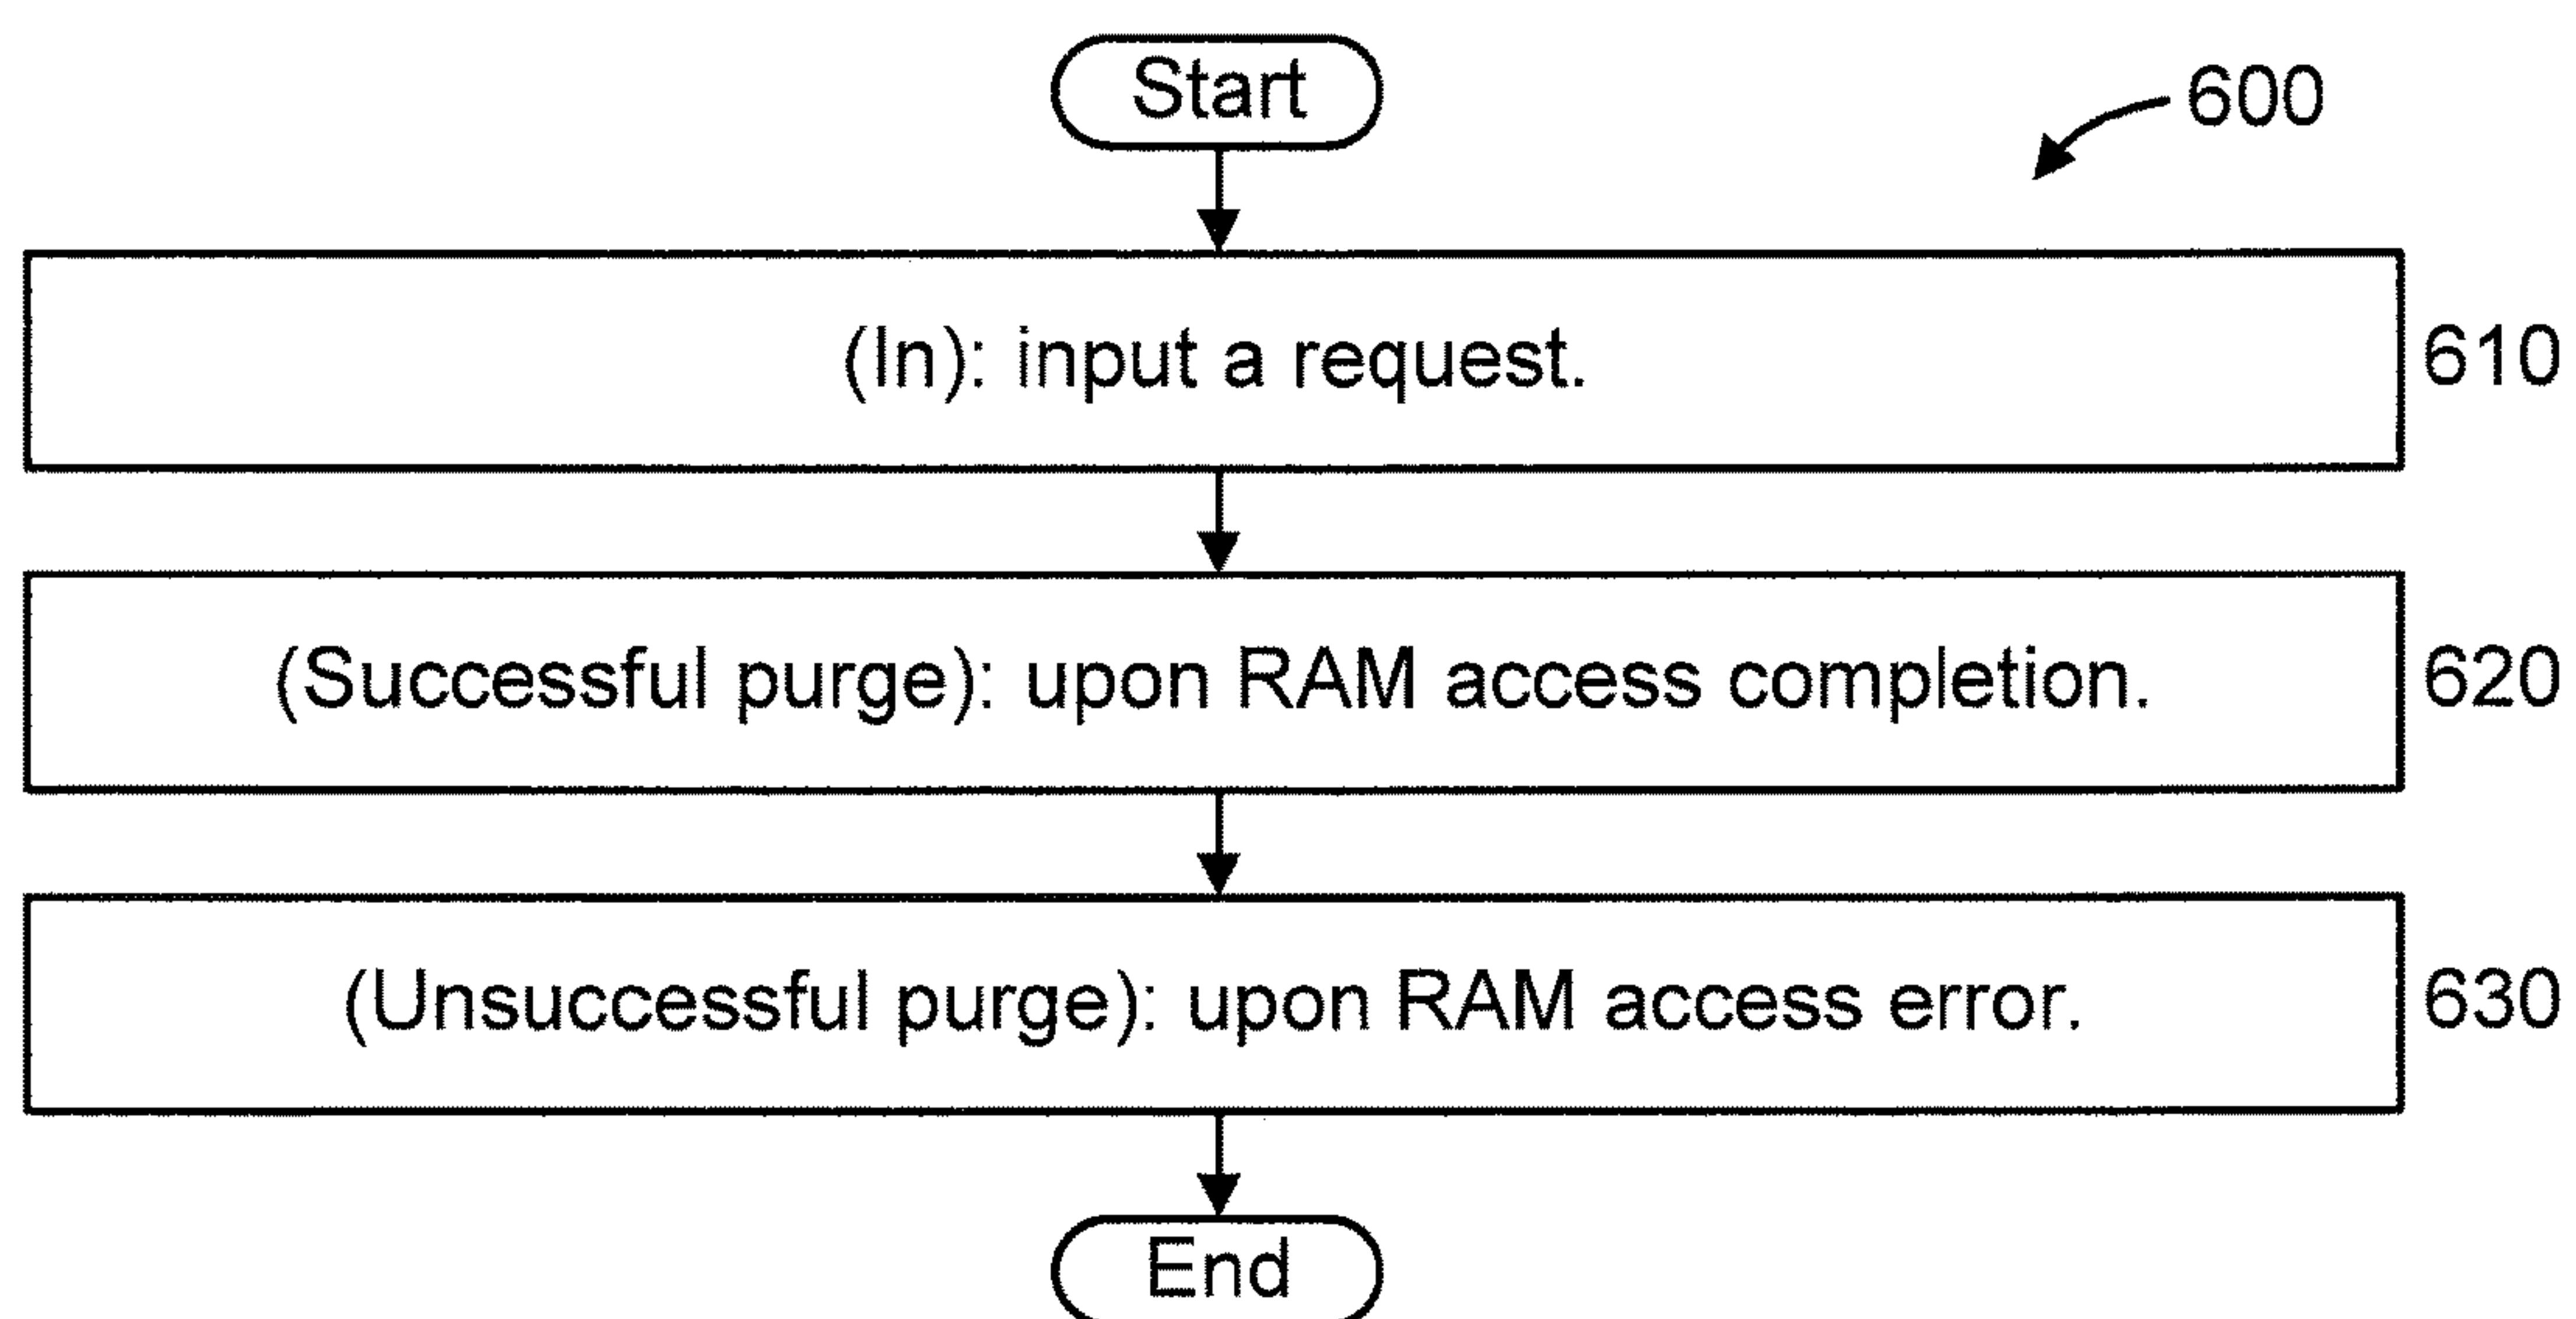 Start
600
(In): input a request.
610
(Successful purge): upon RAM access completion.
620
(Unsuccessful purge): upon RAM access error.
630
End